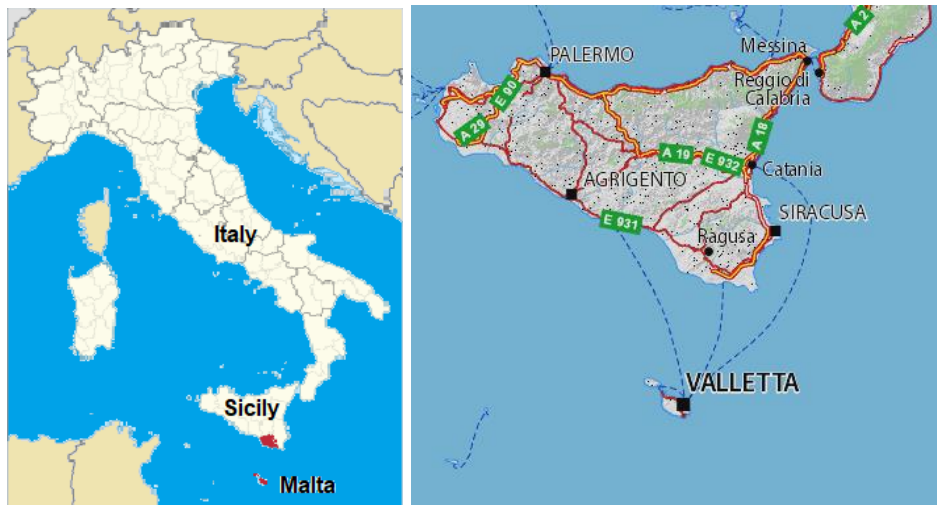 Italy
Sicily
Malta
A 2
Messina
PALERMO
Reggio di
Calabria
E 90
A 29
A 18
A 19
E 932
Catania
AGRIGENTO
SIRACUSA
E 931
Ragusa
VALLETTA